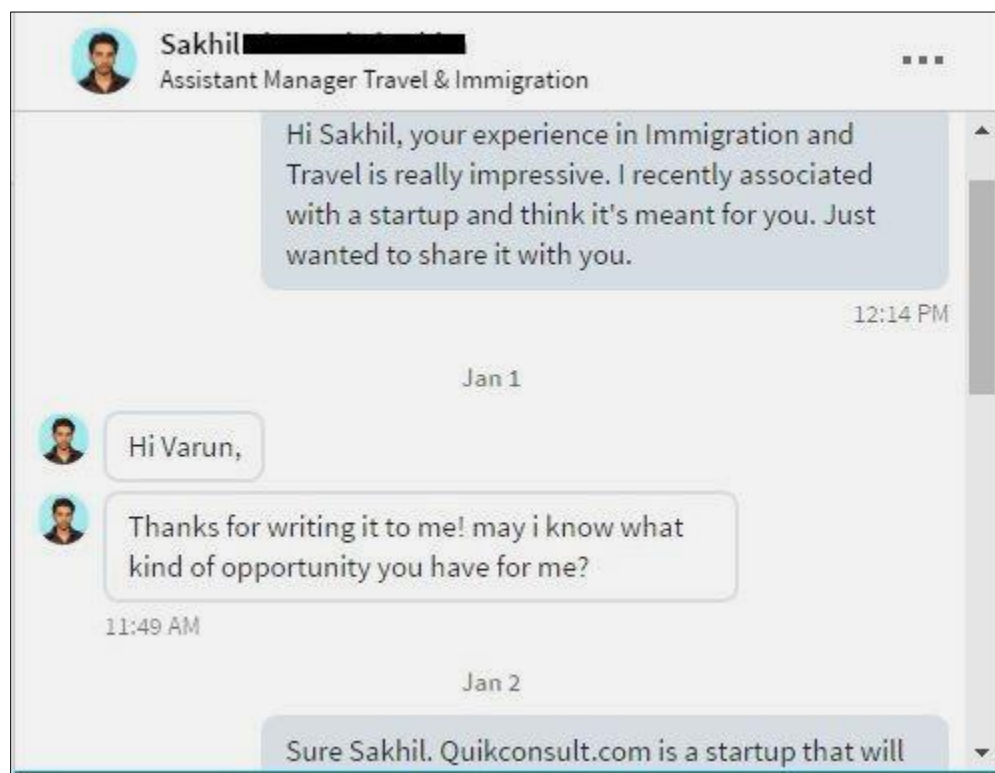 Sakhil
Assistant Manager Travel & Immigration
Hi Sakhil, your experience in Immigration and
Travel is really impressive. I recently associated
with a startup and think it's meant for you. Just
wanted to share it with you.
12:14 PM
Jan 1
Hi Varun,
Thanks for writing it to me! may i know what
kind of opportunity you have for me?
11:49 AM
Jan 2
Sure Sakhil. Quikconsult.com is a startup that will